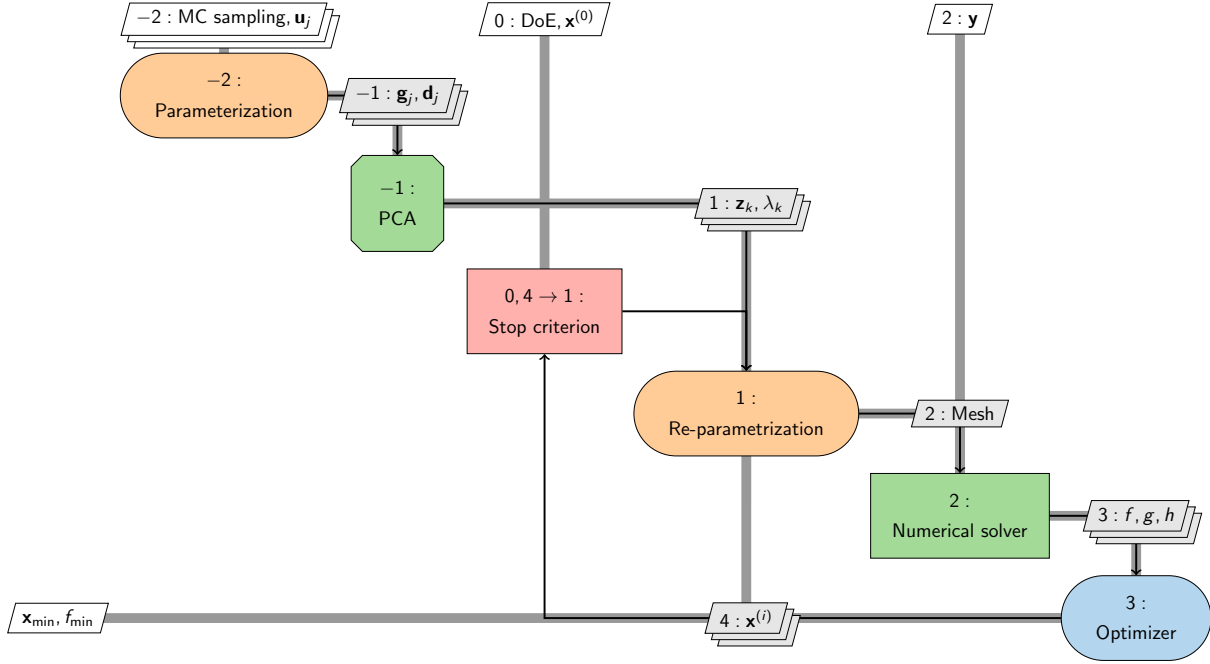 −2 : MC sampling, u_j
0 : DoE, x^(0)
2 : y
−2 :
Parameterization
−1 : g_j, d_j
−1 :
PCA
1 : z_k, λ_k
0, 4 → 1 :
Stop criterion
1 :
Re-parametrization
2 : Mesh
2 :
Numerical solver
3 : f, g, h
x_min, f_min
4 : x^(i)
3 :
Optimizer